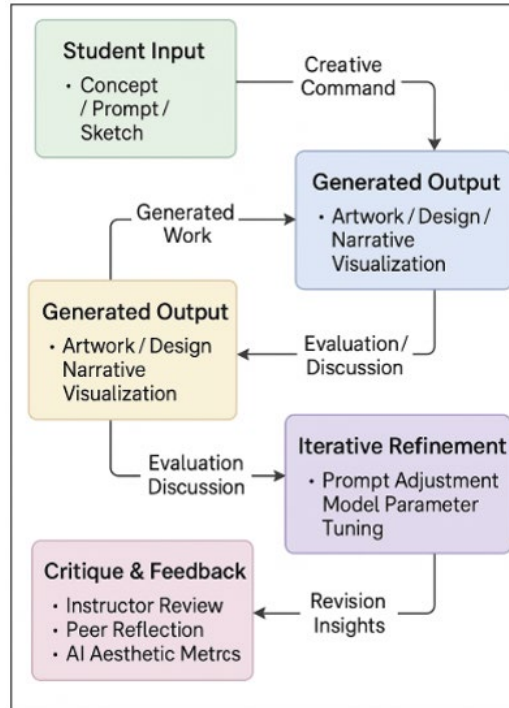 Student Input
• Concept
/ Prompt /
Sketch
Creative
Command
Generated Output
• Artwork / Design /
Narrative
Visualization
Generated
Work
Generated Output
• Artwork / Design
Narrative
Visualization
Evaluation/
Discussion
Evaluation
Discussion
Iterative Refinement
• Prompt Adjustment
Model Parameter
Tuning
Critique & Feedback
• Instructor Review
• Peer Reflection
• AI Aesthetic Metrcs
Revision
Insights